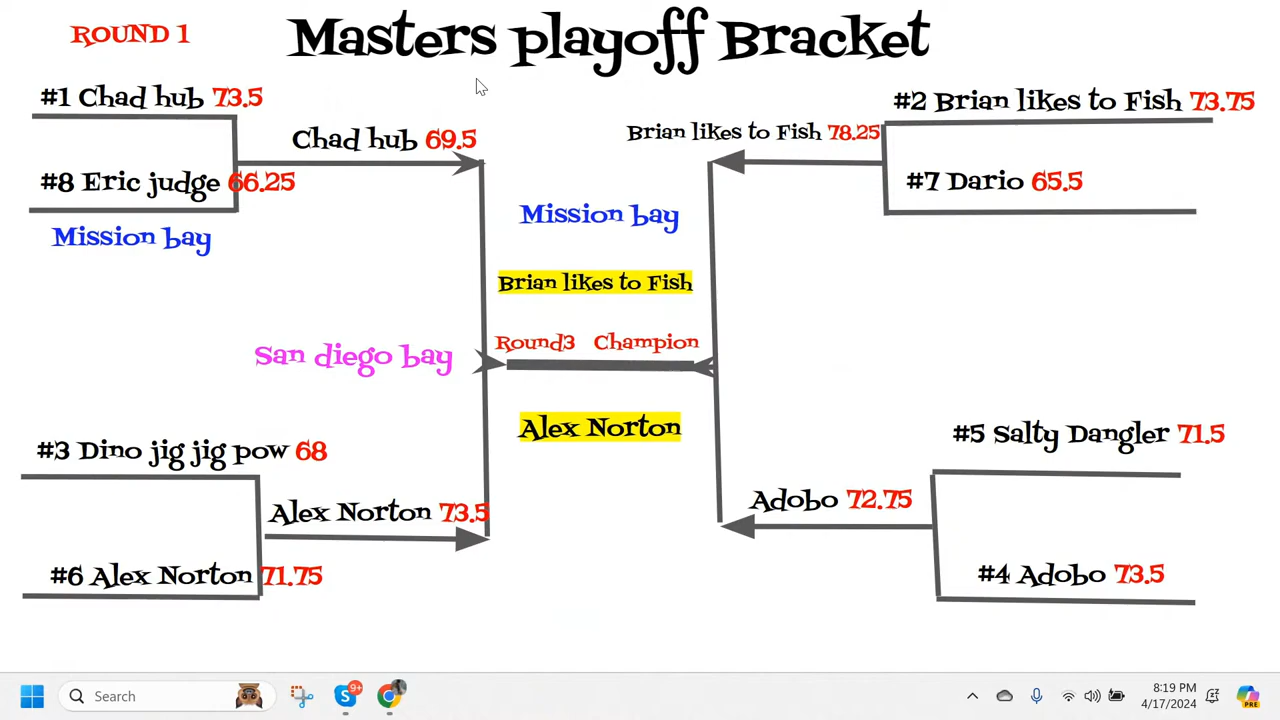 ROUND 1
Masters playoff Bracket
#1 Chad hub 73.5
#8 Eric judge 66.25
Mission bay
Chad hub 69.5
San diego bay
#3 Dino jig jig pow 68
#6 Alex Norton 71.75
Alex Norton 73.5
Mission bay
Brian likes to Fish
Round3 Champion
Alex Norton
Brian likes to Fish 78.25
#2 Brian likes to Fish 73.75
#7 Dario 65.5
Adobo 72.75
#5 Salty Dangler 71.5
#4 Adobo 73.5
Search
9+
8:19 PM
4/17/2024
PRE